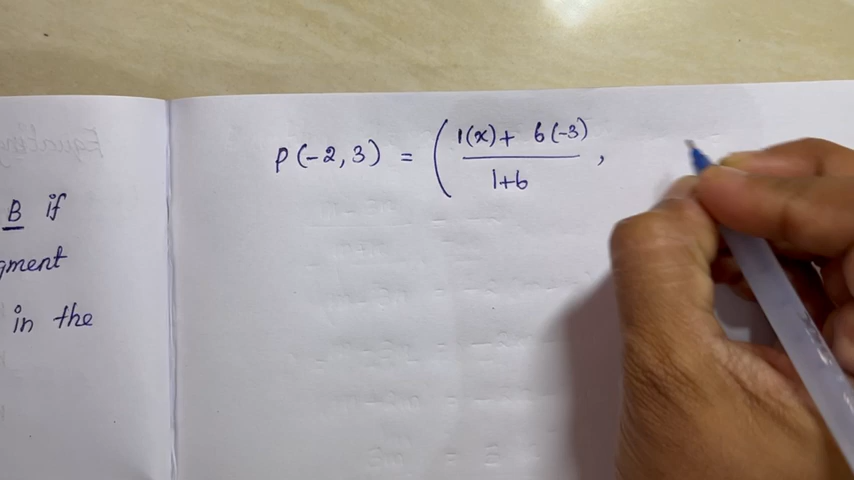 B if
gment
in the
P(-2, 3) = ( 1(x) + 6(-3) / 1+6 ,